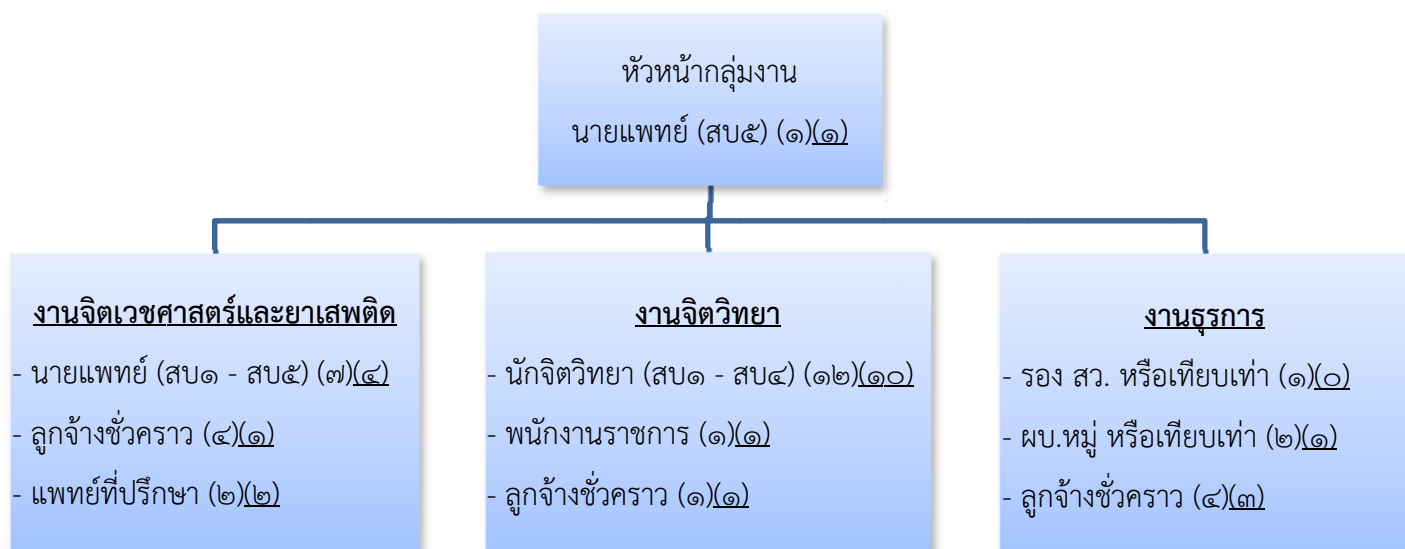 หัวหน้ากลุ่มงาน
นายแพทย์ (สบ๕) (๑)(๑)
งานจิตเวชศาสตร์และยาเสพติด
- นายแพทย์ (สบ๑ - สบ๕) (๗)(๔)
- ลูกจ้างชั่วคราว (๔)(๑)
- แพทย์ที่ปรึกษา (๒)(๒)
งานจิตวิทยา
- นักจิตวิทยา (สบ๑ - สบ๔) (๑๒)(๑๐)
- พนักงานราชการ (๑)(๑)
- ลูกจ้างชั่วคราว (๑)(๑)
งานธุรการ
- รอง สว. หรือเทียบเท่า (๑)(๐)
- ผบ.หมู่ หรือเทียบเท่า (๒)(๑)
- ลูกจ้างชั่วคราว (๔)(๓)